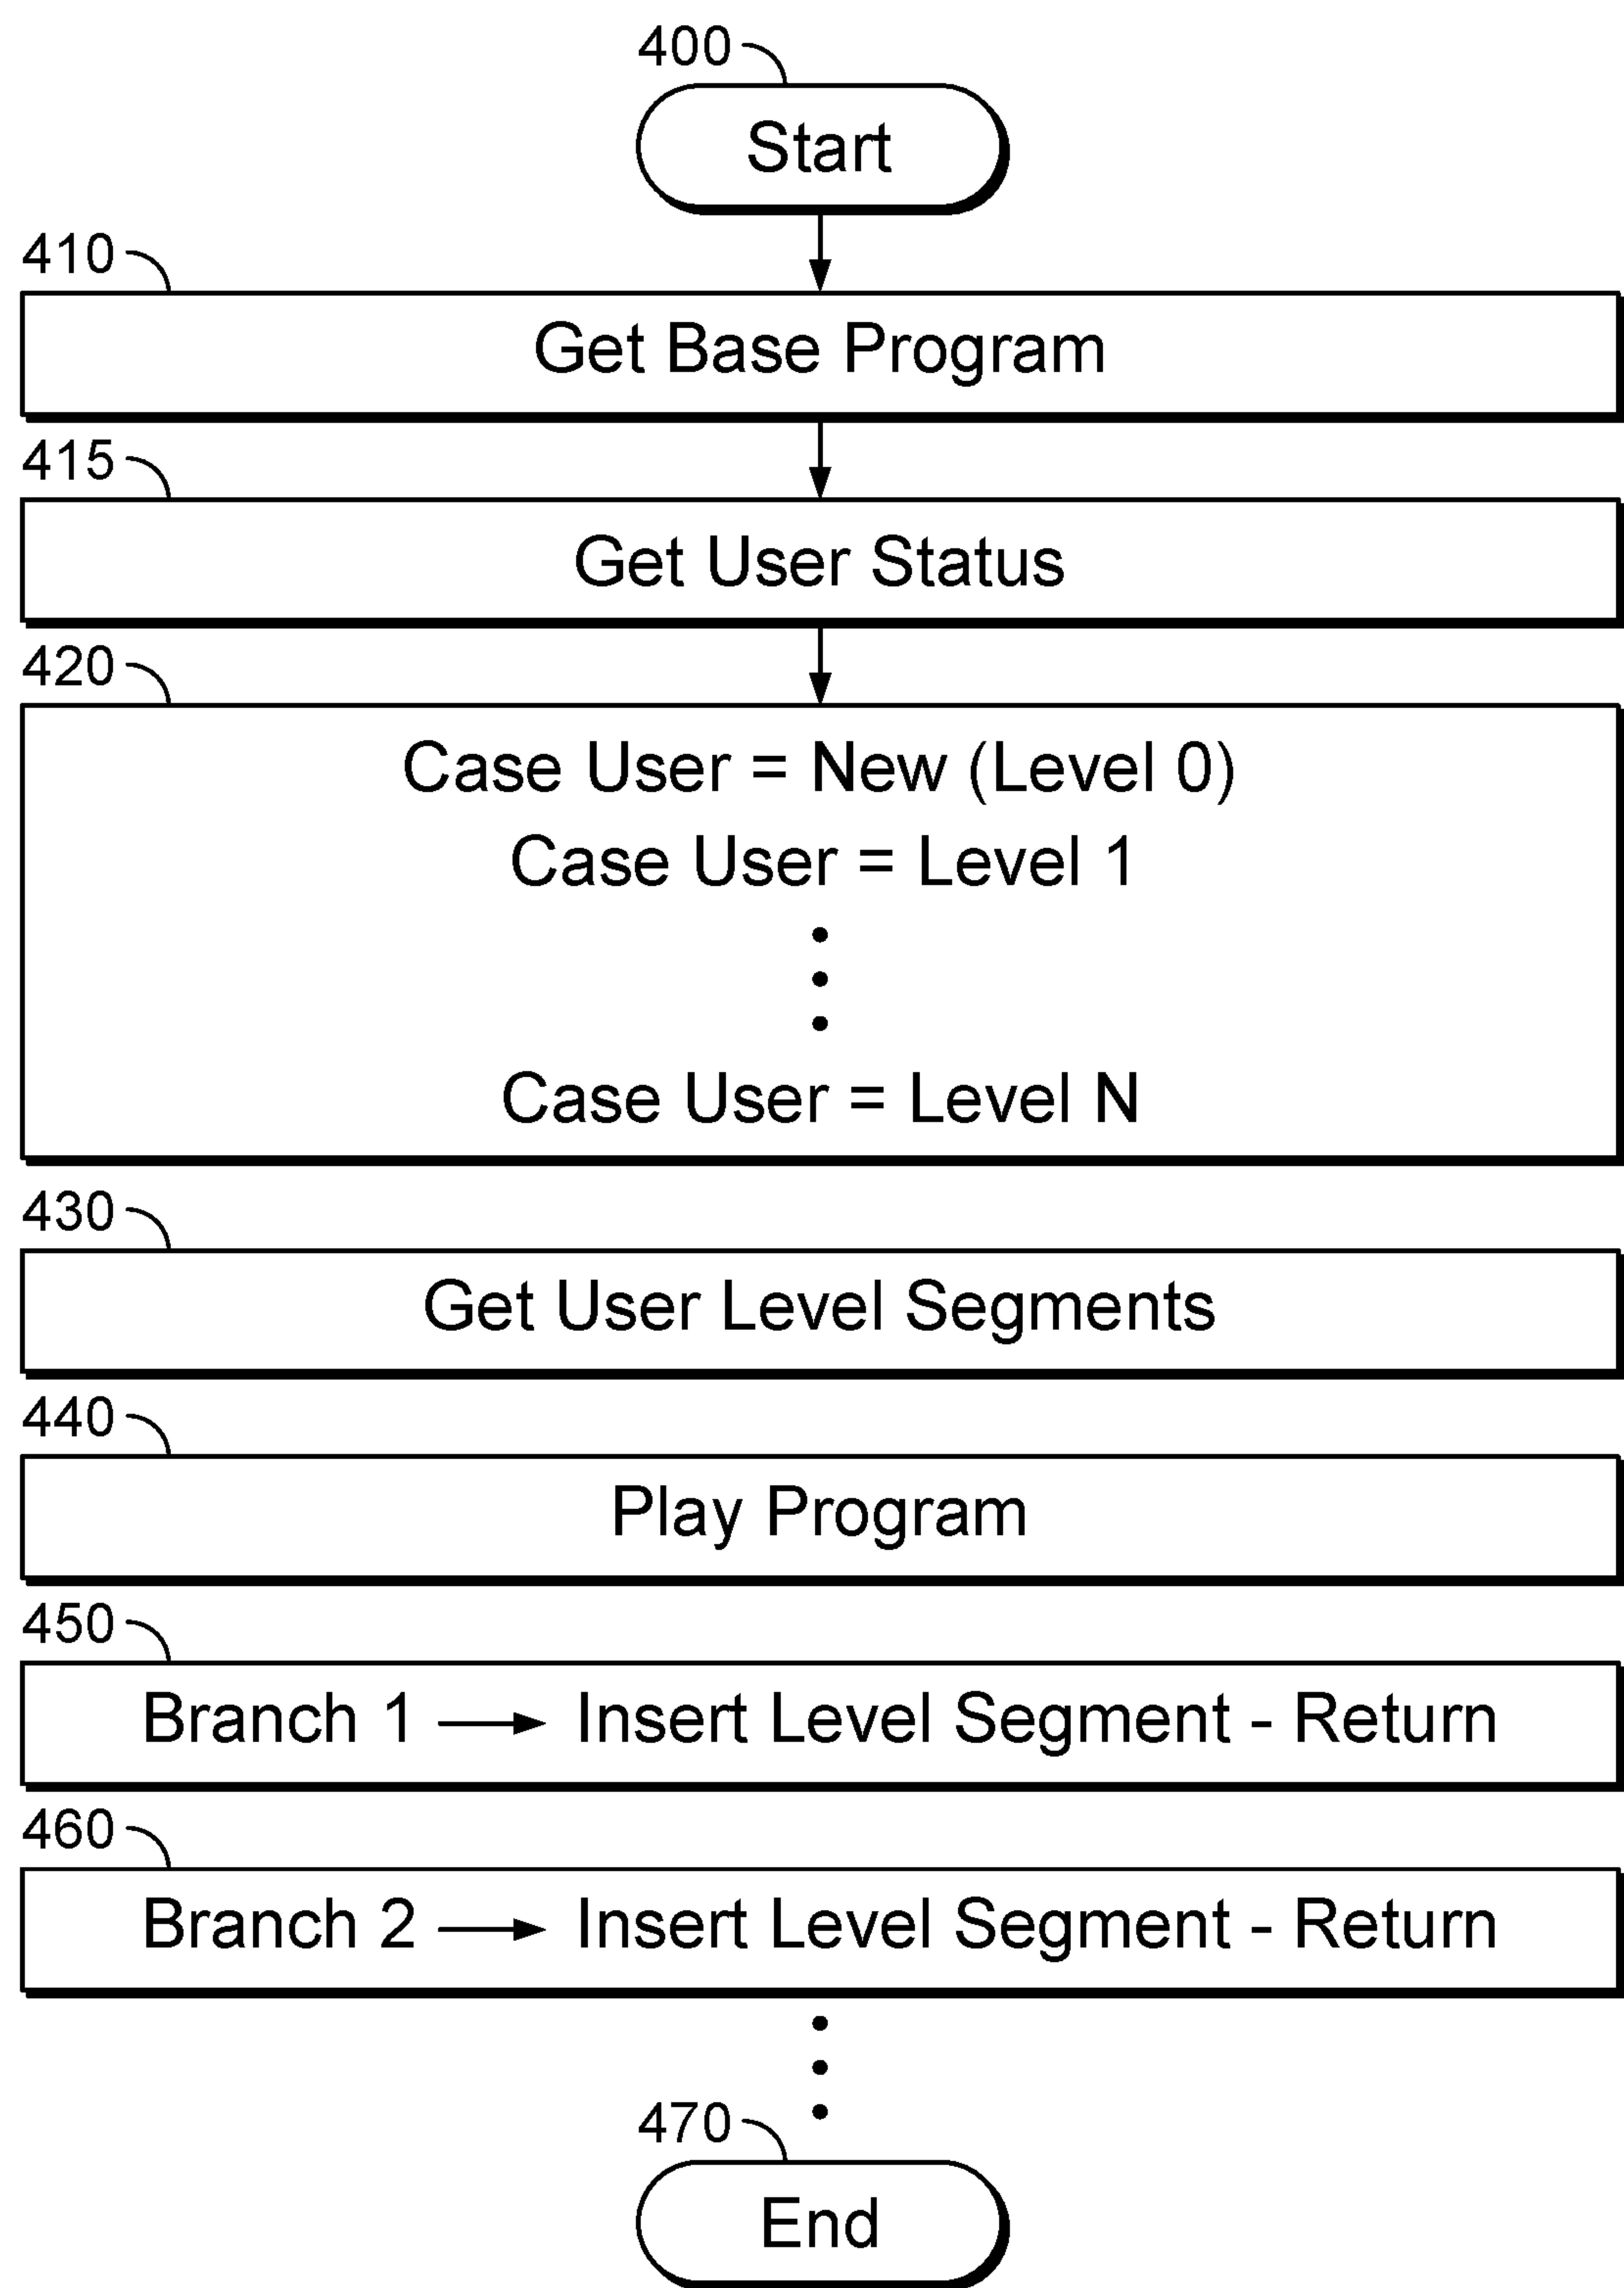 400
Start
410
Get Base Program
415
Get User Status
420
Case User = New (Level 0)
Case User = Level 1
Case User = Level N
430
Get User Level Segments
440
Play Program
450
Branch 1 → Insert Level Segment - Return
460
Branch 2 → Insert Level Segment - Return
470
End